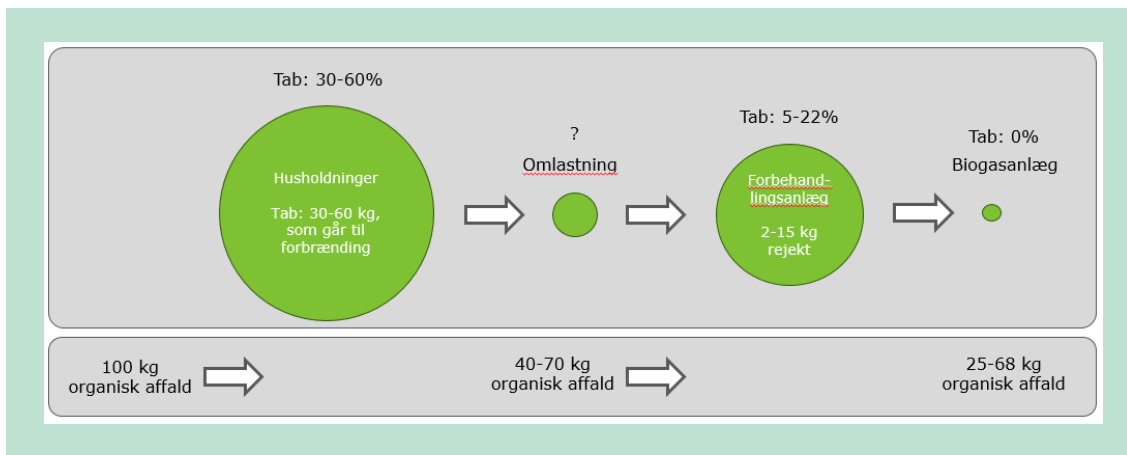 Tab: 30-60%
Husholdninger
Tab: 30-60 kg,
som går til
forbrænding
?
Omlastning
Tab: 5-22%
Forbehand-
lingsanlæg
2-15 kg
rejekt
Tab: 0%
Biogasanlæg
100 kg
organisk affald
40-70 kg
organisk affald
25-68 kg
organisk affald